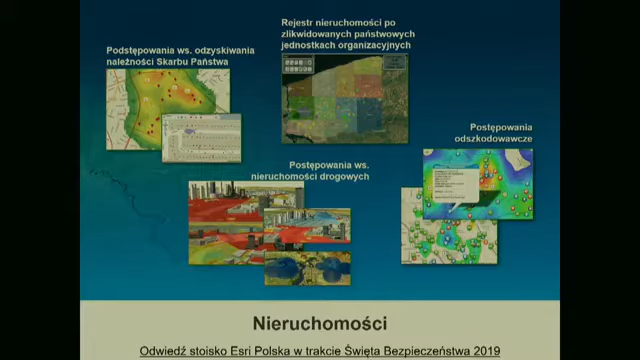 Rejestr nieruchomości po
zlikwidowanych państwowych
jednostkach organizacyjnych
Podstępowania ws. odzyskiwania
należności Skarbu Państwa
Postępowania
odszkodowawcze
Postępowania ws.
nieruchomości drogowych
Nieruchomości
Odwiedź stoisko Esri Polska w trakcie Święta Bezpieczeństwa 2019